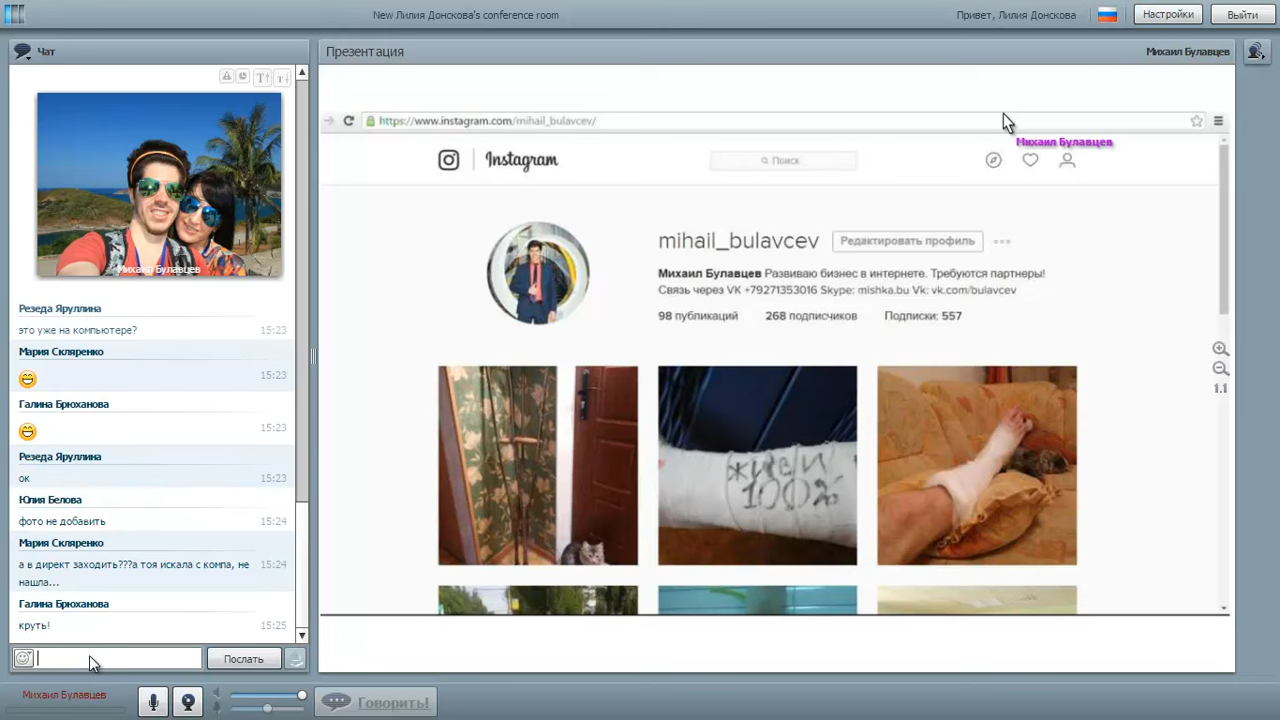 New Лилия Донскова's conference room
Привет, Лилия Донскова
Настройки
Выйти
Чат
Михаил Булавцев
Резеда Яруллина
это уже на компьютере?
15:23
Мария Скляренко
15:23
Галина Брюханова
15:23
Резеда Яруллина
ок
15:23
Юлия Белова
фото не добавить
15:24
Мария Скляренко
а в директ заходить???а тоя искала с компа, не
нашла...
15:24
Галина Брюханова
круть!
15:25
Послать
Михаил Булавцев
Говорить!
Презентация
Михаил Булавцев
https://www.instagram.com/mihail_bulavcev/
Михаил Булавцев
Instagram
Поиск
mihail_bulavcev
Редактировать профиль
Михаил Булавцев Развиваю бизнес в интернете. Требуются партнеры!
Связь через VK +79271353016 Skype: mishka.bu Vk: vk.com/bulavcev
98 публикаций
268 подписчиков
Подписки: 557
живи
100%
1:1